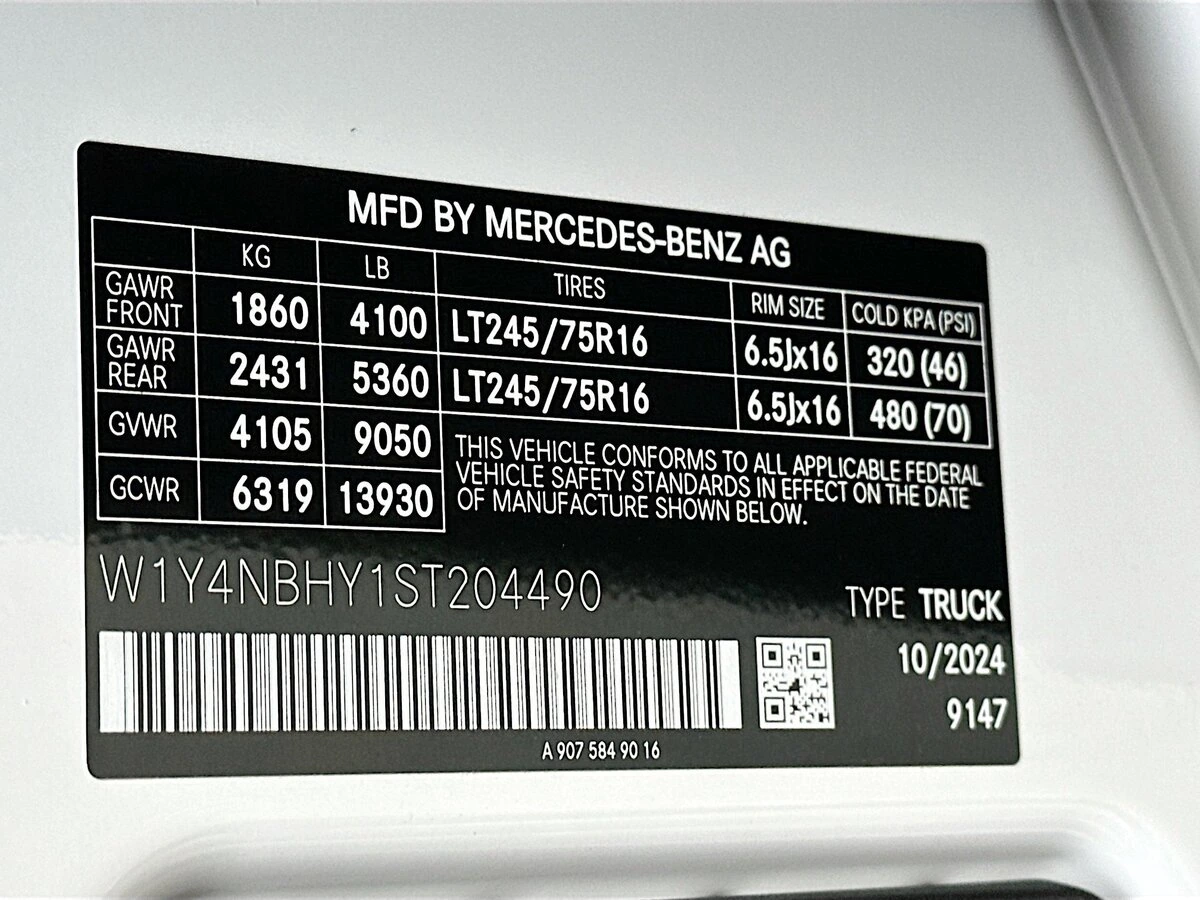 MFD BY MERCEDES-BENZ AG
KG LB TIRES RIM SIZE COLD KPA (PSI)
GAWR FRONT 1860 4100 LT245/75R16 6.5Jx16 320 (46)
GAWR REAR 2431 5360 LT245/75R16 6.5Jx16 480 (70)
GVWR 4105 9050
GCWR 6319 13930
THIS VEHICLE CONFORMS TO ALL APPLICABLE FEDERAL
VEHICLE SAFETY STANDARDS IN EFFECT ON THE DATE
OF MANUFACTURE SHOWN BELOW.
W1Y4NBHY1ST204490
TYPE TRUCK
10/2024
9147
A 907 584 90 16